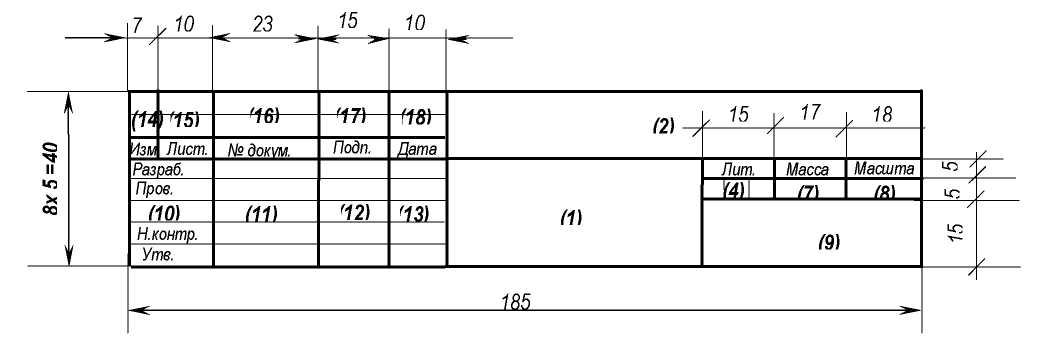 7 10 23 15 10
(14) (15) (16) (17) (18) (2) 15 17 18
Изм Лист. № докум. Подп. Дата
Разраб. Лит. Масса Масшта 5
Пров. (4) (7) (8) 5
8х 5 =40
(10) (11) (12) (13) (1)
Н.контр. (9) 15
Утв.
185